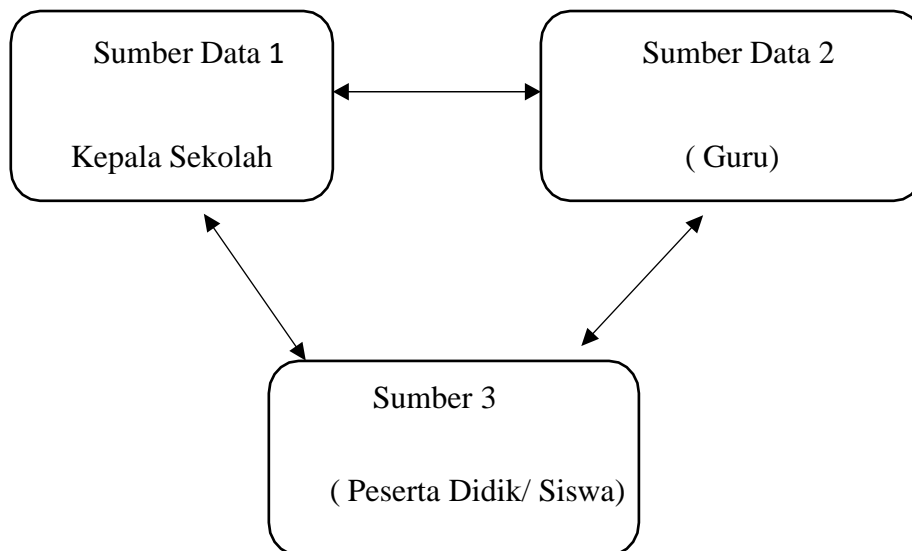 Sumber Data 1
Kepala Sekolah
Sumber Data 2
( Guru)
Sumber 3
( Peserta Didik/ Siswa)